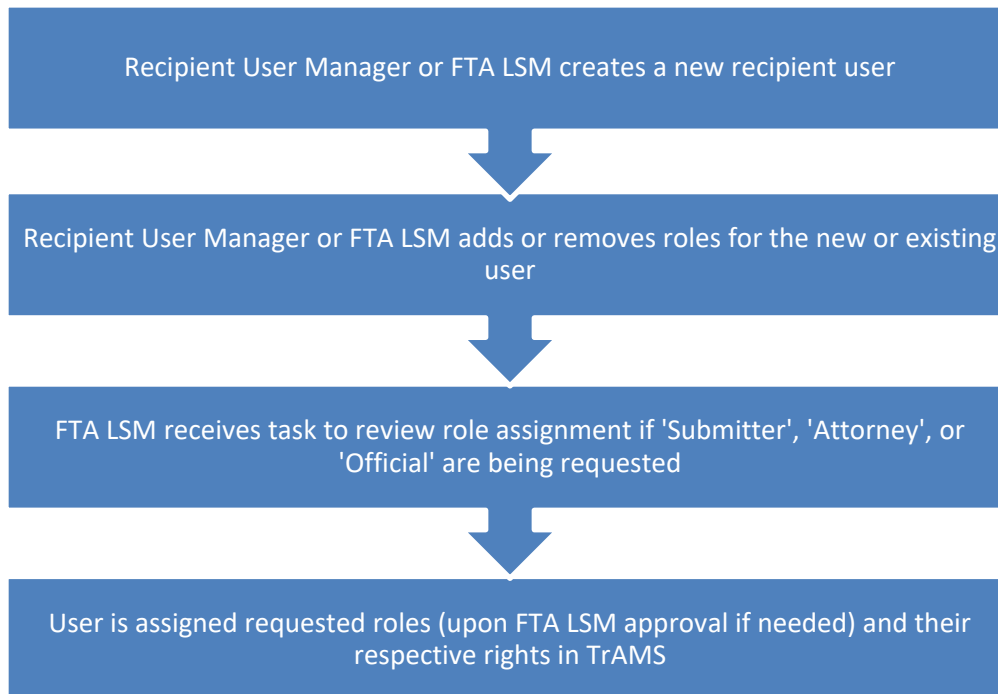 Recipient User Manager or FTA LSM creates a new recipient user
Recipient User Manager or FTA LSM adds or removes roles for the new or existing
user
FTA LSM receives task to review role assignment if 'Submitter', 'Attorney', or
'Official' are being requested
User is assigned requested roles (upon FTA LSM approval if needed) and their
respective rights in TrAMS